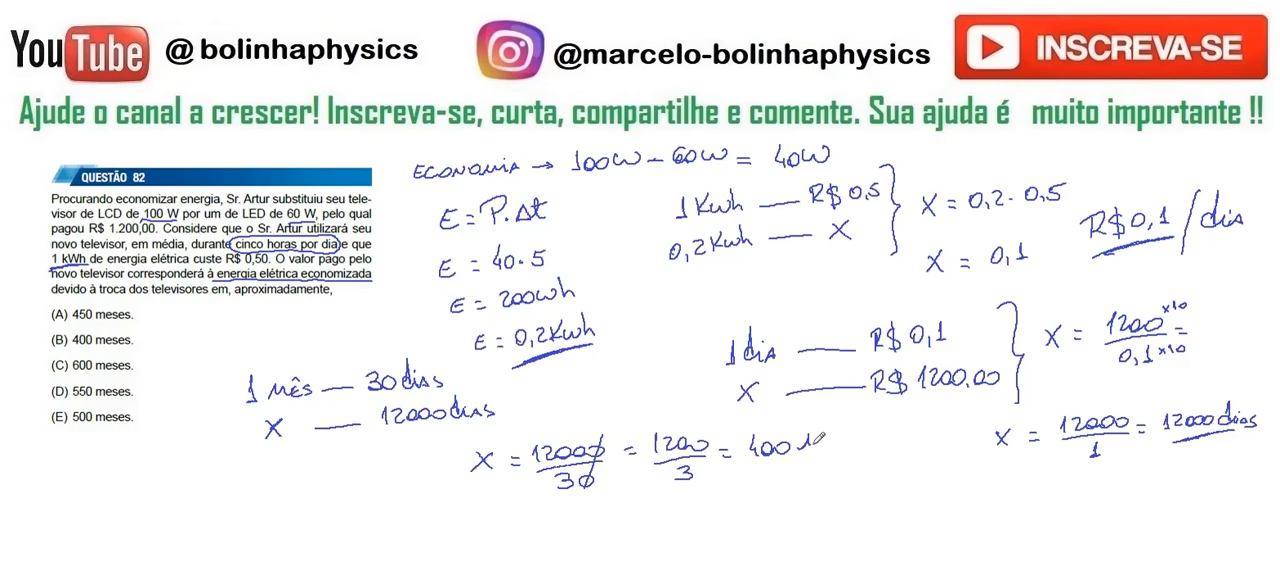 YouTube @ bolinhaphysics @marcelo-bolinhaphysics INSCREVA-SE
Ajude o canal a crescer! Inscreva-se, curta, compartilhe e comente. Sua ajuda é muito importante !!
QUESTÃO 82
Procurando economizar energia, Sr. Artur substituiu seu tele-
visor de LCD de 100 W por um de LED de 60 W, pelo qual
pagou R$ 1.200,00. Considere que o Sr. Artur utilizará seu
novo televisor, em média, durante cinco horas por dia e que
1 kWh de energia elétrica custe R$ 0,50. O valor pago pelo
novo televisor corresponderá à energia elétrica economizada
devido à troca dos televisores em, aproximadamente,
(A) 450 meses.
(B) 400 meses.
(C) 600 meses.
(D) 550 meses.
(E) 500 meses.
ECONOMIA → 100W - 60W = 40W
E = P.Δt
E = 40.5
E = 200Wh
E = 0,2Kwh
1 Kwh — R$ 0,5
0,2Kwh — X
X = 0,2 . 0,5
X = 0,1
R$ 0,1 / dia
1 dia — R$ 0,1
X — R$ 1200,00
X = 1200 x10 =
0,1 x10
X = 12000 = 12000 dias
1
1 mês — 30 dias
X — 12000 dias
X = 12000 = 1200 = 400
30 3